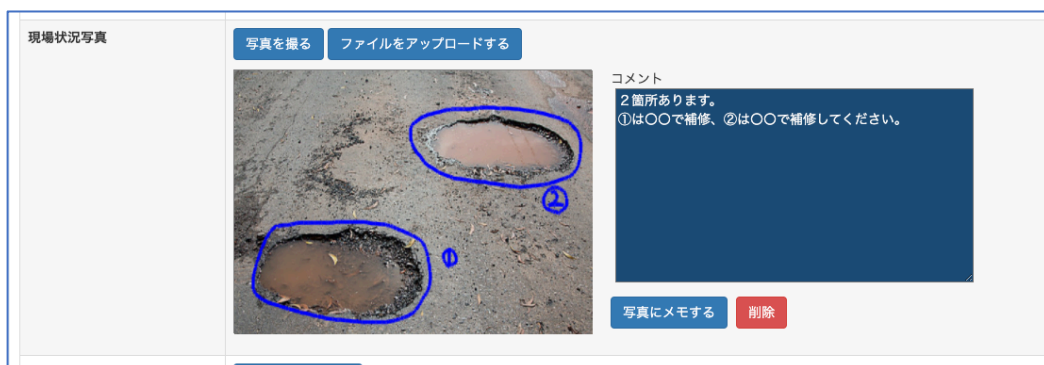 現場状況写真
写真を撮る
ファイルをアップロードする
コメント
２箇所あります。
①は〇〇で補修、②は〇〇で補修してください。
②
①
写真にメモする
削除